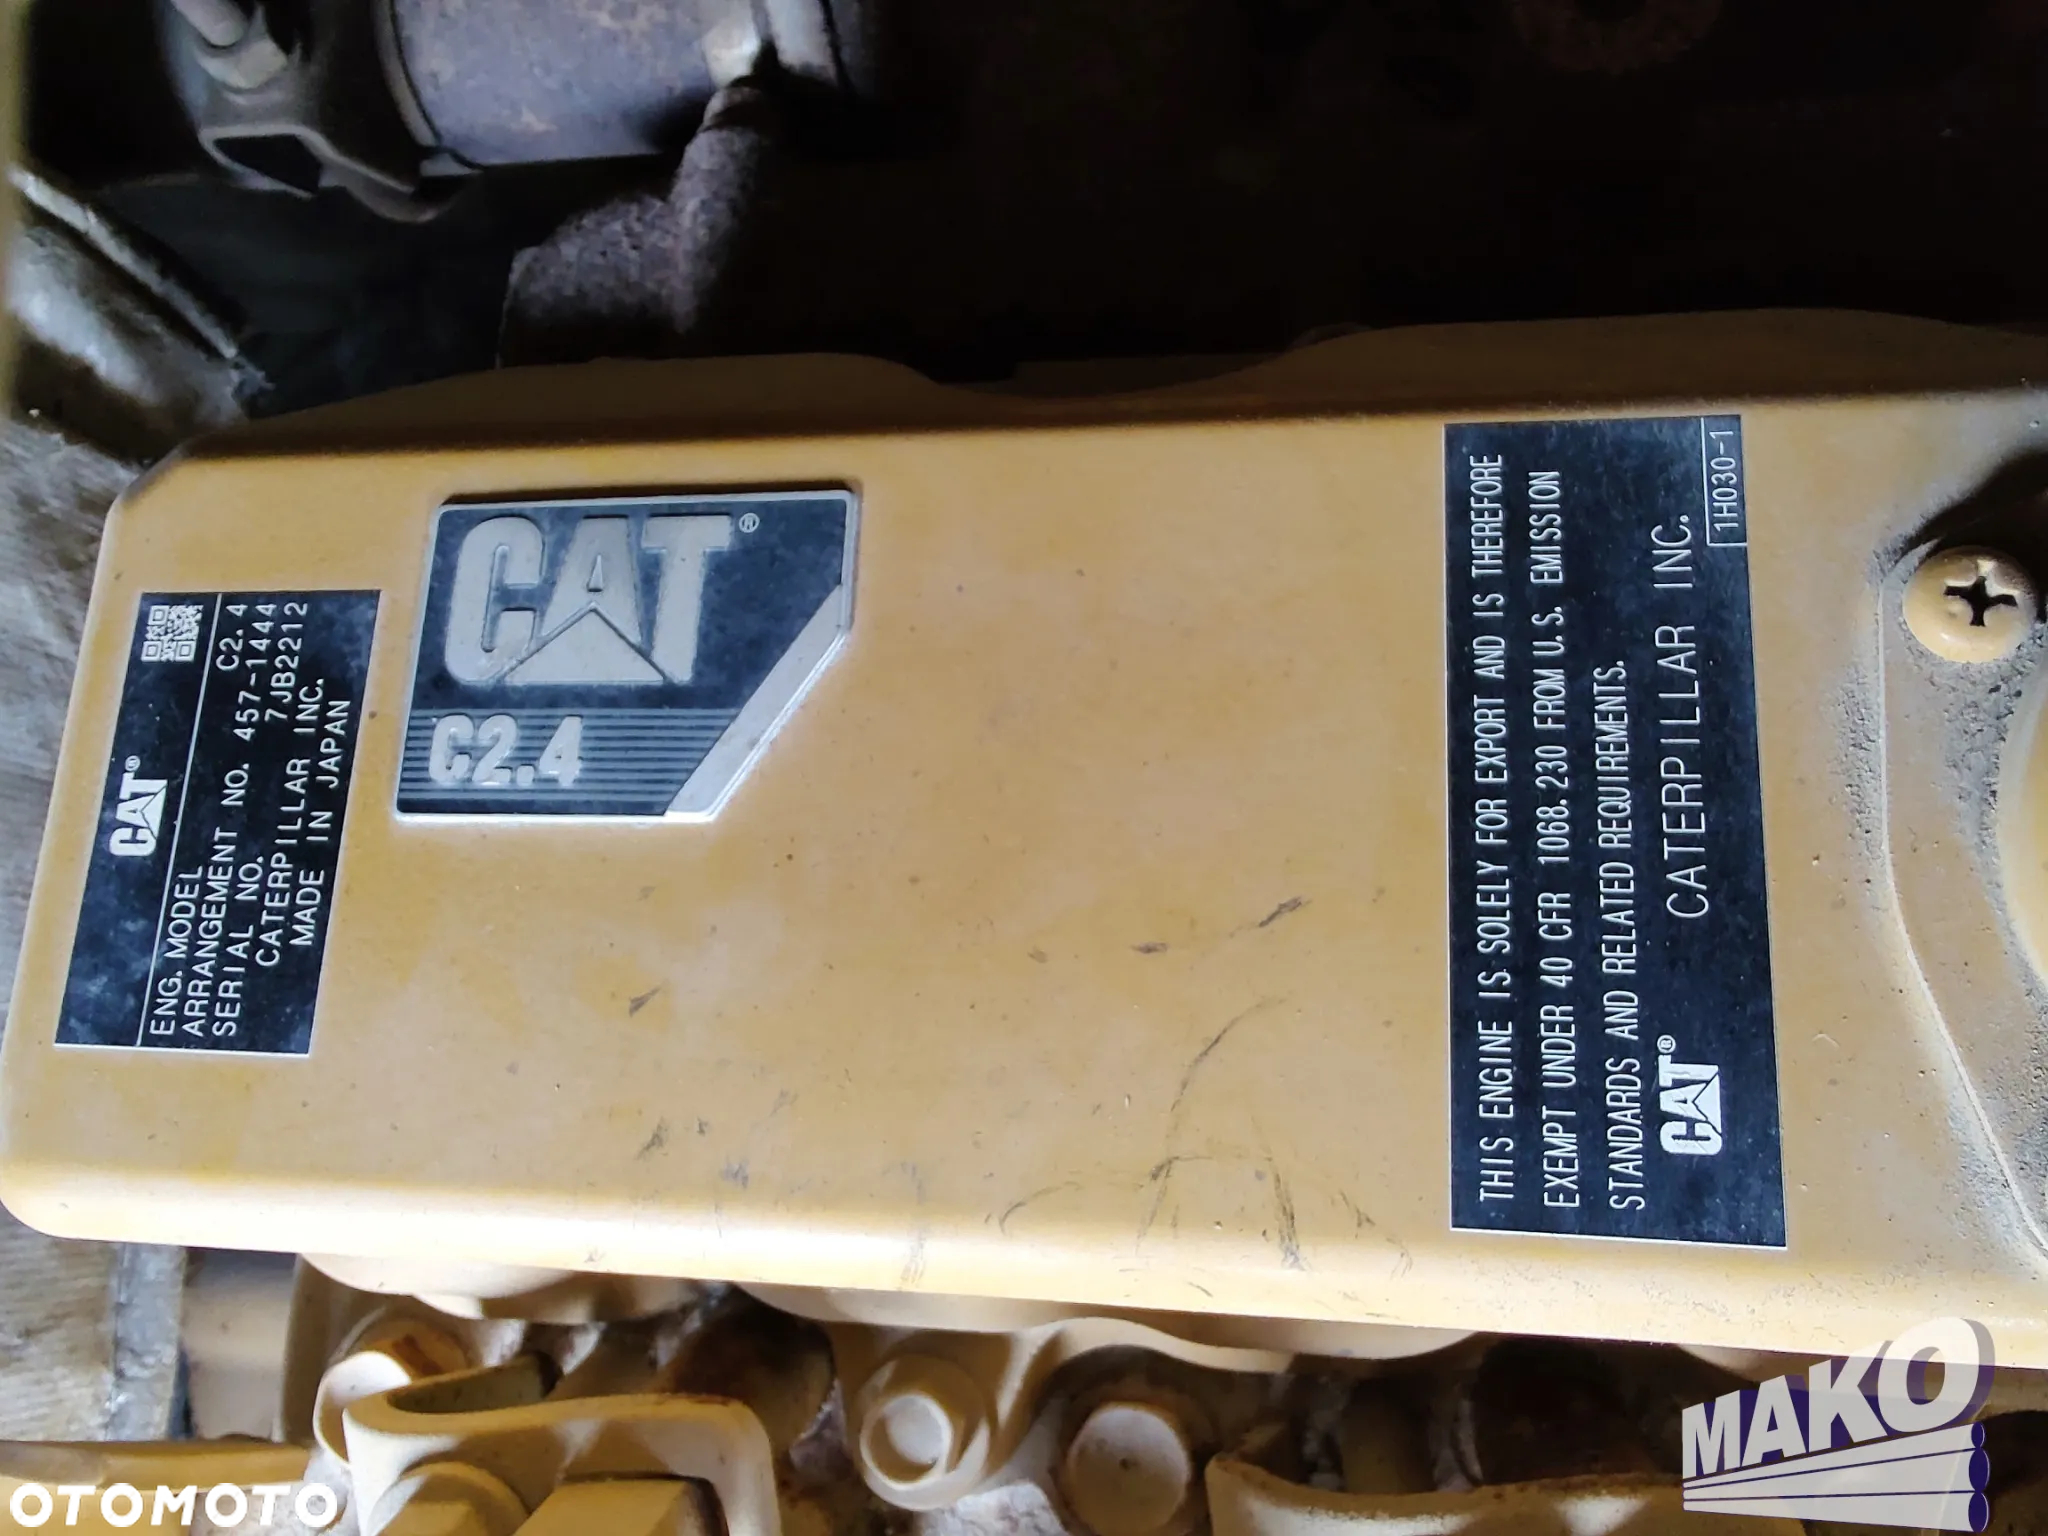 CAT®
ENG. MODEL C2.4
ARRANGEMENT NO. 457-1444
SERIAL NO. 7JB22212
CATERPILLAR INC.
MADE IN JAPAN
CAT®
C2.4
THIS ENGINE IS SOLELY FOR EXPORT AND IS THEREFORE
EXEMPT UNDER 40 CFR 1068.230 FROM U.S. EMISSION
STANDARDS AND RELATED REQUIREMENTS.
CAT® CATERPILLAR INC.
1H030-1
MAKO
OTOMOTO